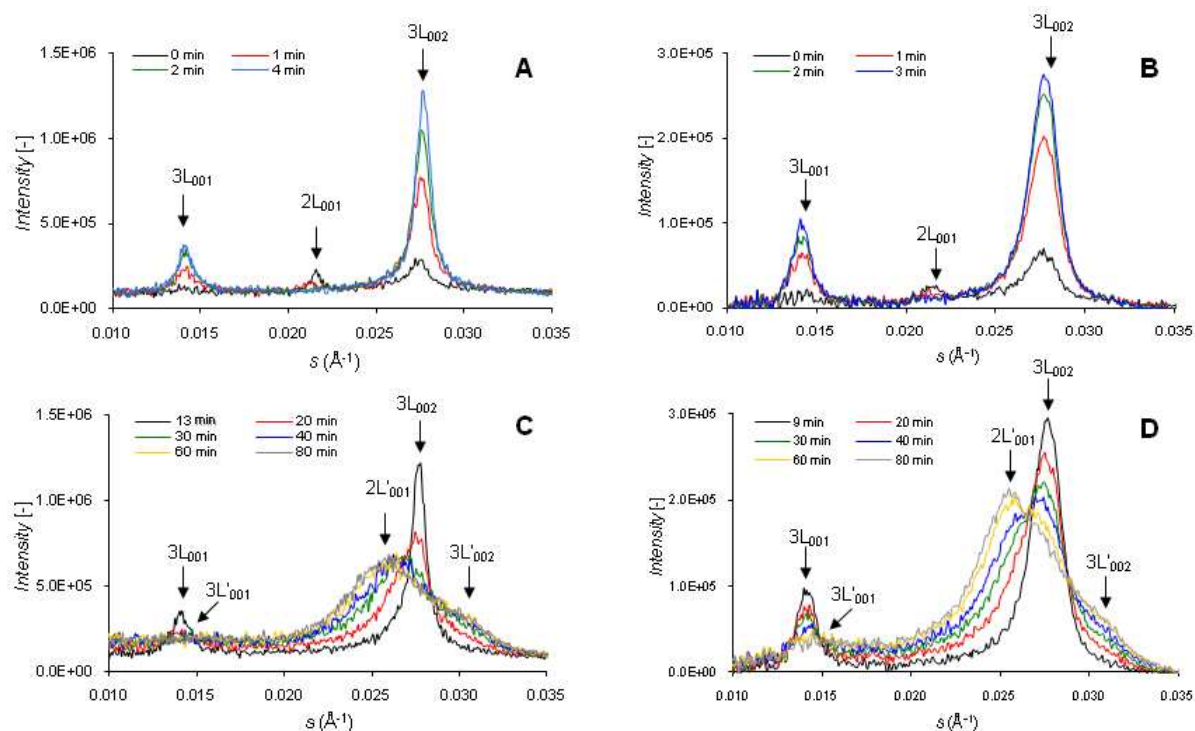 A
0 min 1 min
2 min 4 min
3L001
2L001
3L002
Intensity [-]
1.5E+06
1.0E+06
5.0E+05
0.0E+00
0.010 0.015 0.020 0.025 0.030 0.035
s (Å-1)
B
0 min 1 min
2 min 3 min
3L001
2L001
3L002
Intensity [-]
3.0E+05
2.0E+05
1.0E+05
0.0E+00
0.010 0.015 0.020 0.025 0.030 0.035
s (Å-1)
C
13 min 20 min
30 min 40 min
60 min 80 min
3L001
3L'001
2L'001
3L002
3L'002
Intensity [-]
1.5E+06
1.0E+06
5.0E+05
0.0E+00
0.010 0.015 0.020 0.025 0.030 0.035
s (Å-1)
D
9 min 20 min
30 min 40 min
60 min 80 min
3L001
3L'001
2L'001
3L002
3L'002
Intensity [-]
3.0E+05
2.0E+05
1.0E+05
0.0E+00
0.010 0.015 0.020 0.025 0.030 0.035
s (Å-1)